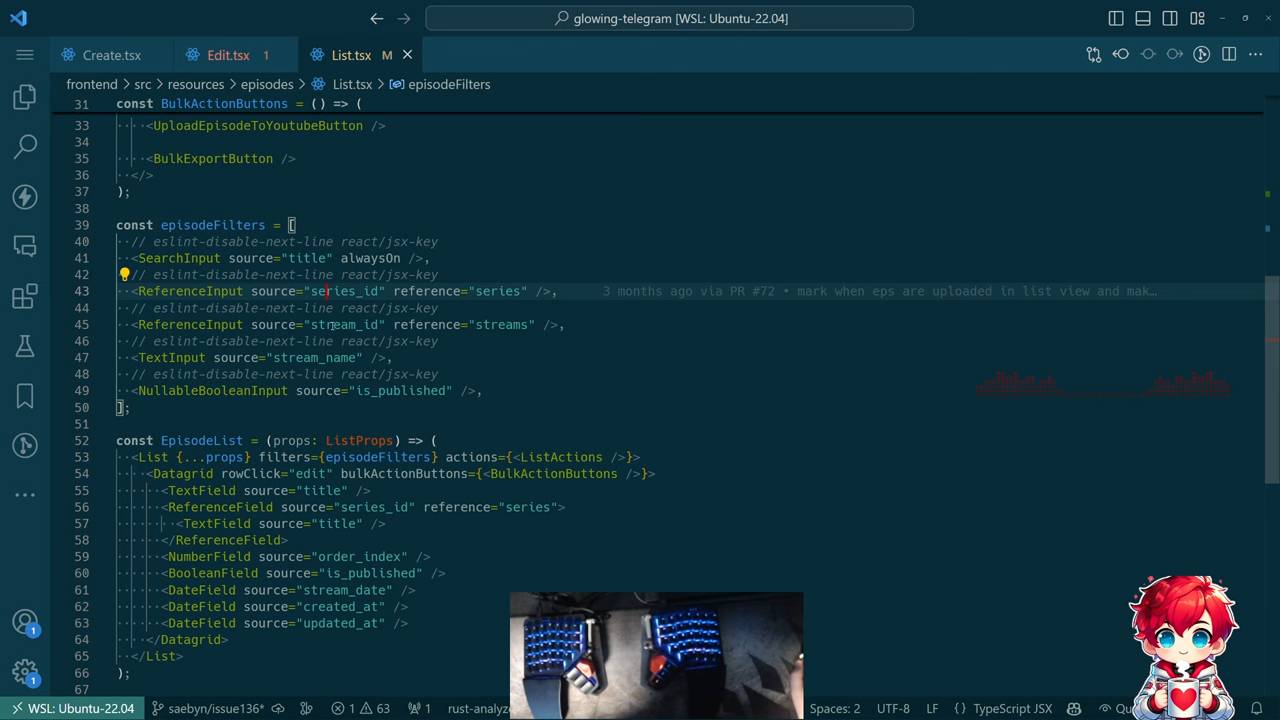 glowing-telegram [WSL: Ubuntu-22.04]
Create.tsx
Edit.tsx 1
List.tsx M
frontend > src > resources > episodes > List.tsx > episodeFilters
31 const BulkActionButtons = () => (
33 <UploadEpisodeToYoutubeButton />
34
35 <BulkExportButton />
36 </>
37 );
38
39 const episodeFilters = [
40 // eslint-disable-next-line react/jsx-key
41 <SearchInput source="title" alwaysOn />,
42 // eslint-disable-next-line react/jsx-key
43 <ReferenceInput source="series_id" reference="series" />, 3 months ago via PR #72 • mark when eps are uploaded in list view and mak…
44 // eslint-disable-next-line react/jsx-key
45 <ReferenceInput source="stream_id" reference="streams" />,
46 // eslint-disable-next-line react/jsx-key
47 <TextInput source="stream_name" />,
48 // eslint-disable-next-line react/jsx-key
49 <NullableBooleanInput source="is_published" />,
50 ];
51
52 const EpisodeList = (props: ListProps) => (
53 <List {...props} filters={episodeFilters} actions={<ListActions />}>
54 <Datagrid rowClick="edit" bulkActionButtons={<BulkActionButtons />}>
55 <TextField source="title" />
56 <ReferenceField source="series_id" reference="series">
57 <TextField source="title" />
58 </ReferenceField>
59 <NumberField source="order_index" />
60 <BooleanField source="is_published" />
61 <DateField source="stream_date" />
62 <DateField source="created_at" />
63 <DateField source="updated_at" />
64 </Datagrid>
65 </List>
66 );
67
1
1
WSL: Ubuntu-22.04 saebyn/issue136* 1 63 1 rust-analyz Spaces: 2 UTF-8 LF {} TypeScript JSX